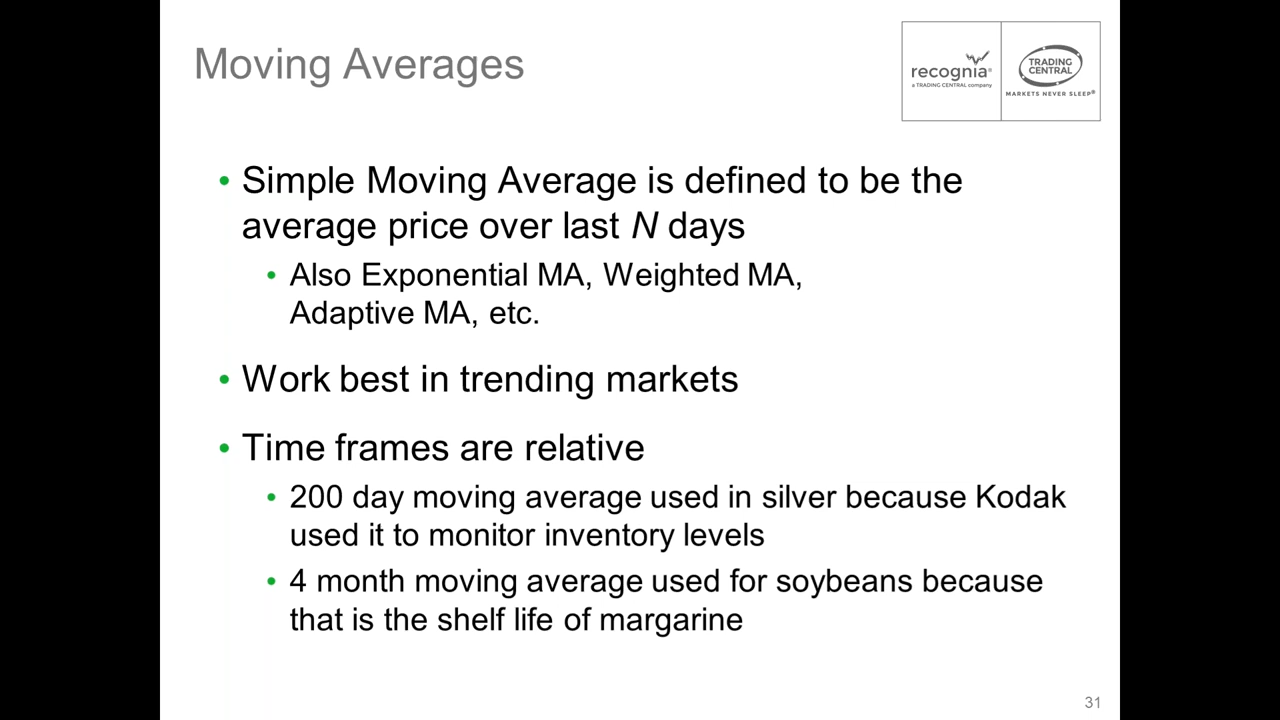 Moving Averages
recognia®
a TRADING CENTRAL company
TRADING
CENTRAL
MARKETS NEVER SLEEP®
• Simple Moving Average is defined to be the
average price over last N days
• Also Exponential MA, Weighted MA,
Adaptive MA, etc.
• Work best in trending markets
• Time frames are relative
• 200 day moving average used in silver because Kodak
used it to monitor inventory levels
• 4 month moving average used for soybeans because
that is the shelf life of margarine
31